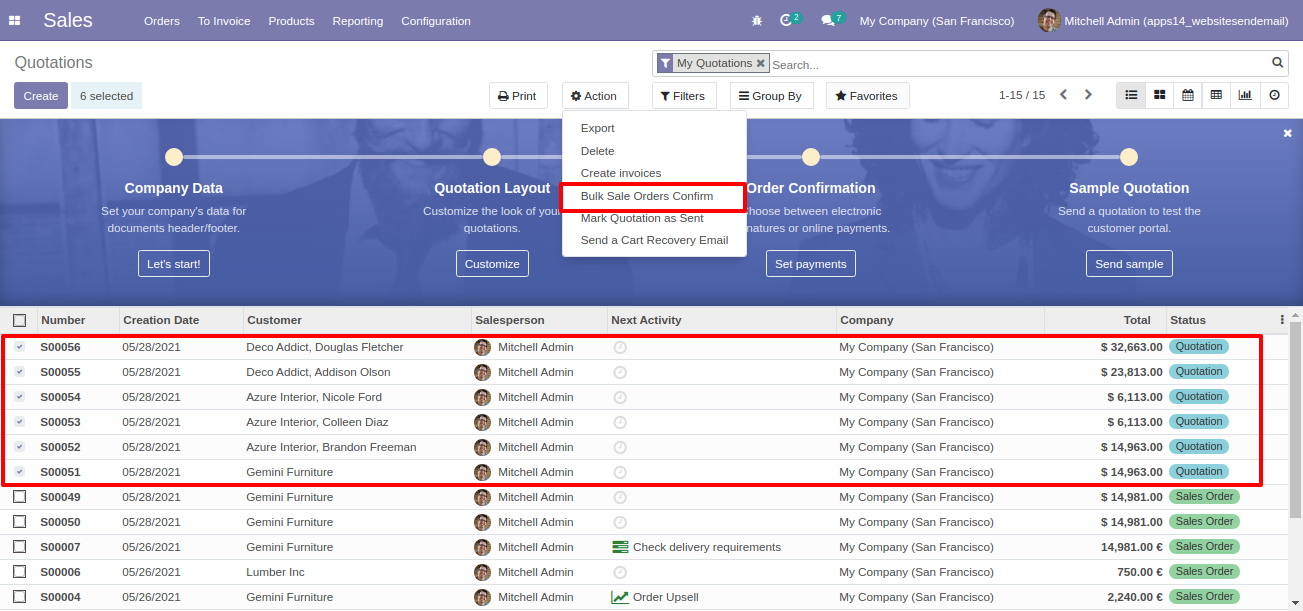 Sales Orders To Invoice Products Reporting Configuration 2 7 My Company (San Francisco) Mitchell Admin (apps14_websitesendemail)
Quotations My Quotations Search...
Create 6 selected Print Action Filters Group By Favorites 1-15 / 15
Export
Delete
Create invoices
Bulk Sale Orders Confirm
Mark Quotation as Sent
Send a Cart Recovery Email
Company Data
Set your company's data for
documents header/footer.
Let's start!
Quotation Layout
Customize the look of your
quotations.
Customize
Order Confirmation
hoose between electronic
natures or online payments.
Set payments
Sample Quotation
Send a quotation to test the
customer portal.
Send sample
Number Creation Date Customer Salesperson Next Activity Company Total Status
S00056 05/28/2021 Deco Addict, Douglas Fletcher Mitchell Admin My Company (San Francisco) $ 32,663.00 Quotation
S00055 05/28/2021 Deco Addict, Addison Olson Mitchell Admin My Company (San Francisco) $ 23,813.00 Quotation
S00054 05/28/2021 Azure Interior, Nicole Ford Mitchell Admin My Company (San Francisco) $ 6,113.00 Quotation
S00053 05/28/2021 Azure Interior, Colleen Diaz Mitchell Admin My Company (San Francisco) $ 6,113.00 Quotation
S00052 05/28/2021 Azure Interior, Brandon Freeman Mitchell Admin My Company (San Francisco) $ 14,963.00 Quotation
S00051 05/28/2021 Gemini Furniture Mitchell Admin My Company (San Francisco) $ 14,963.00 Quotation
S00049 05/28/2021 Gemini Furniture Mitchell Admin My Company (San Francisco) $ 14,981.00 Sales Order
S00050 05/28/2021 Gemini Furniture Mitchell Admin My Company (San Francisco) $ 14,981.00 Sales Order
S00007 05/26/2021 Gemini Furniture Mitchell Admin Check delivery requirements My Company (San Francisco) 14,981.00 € Sales Order
S00006 05/26/2021 Lumber Inc Mitchell Admin My Company (San Francisco) 750.00 € Sales Order
S00004 05/26/2021 Gemini Furniture Mitchell Admin Order Upsell My Company (San Francisco) 2,240.00 € Sales Order